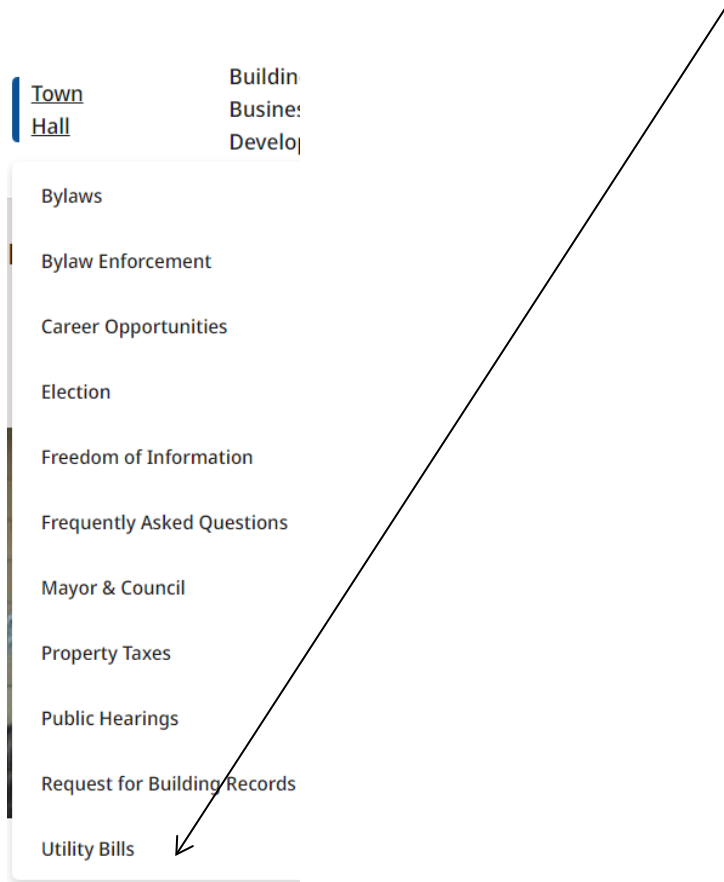 Town
Hall
Bylaws
Bylaw Enforcement
Career Opportunities
Election
Freedom of Information
Frequently Asked Questions
Mayor & Council
Property Taxes
Public Hearings
Request for Building Records
Utility Bills